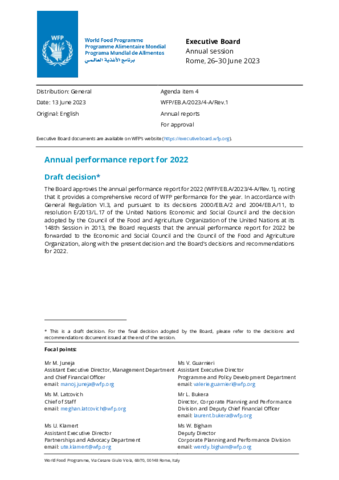 WFP
World Food Programme
Programme Alimentaire Mondial
Programa Mundial de Alimentos
برنامج الأغذية العالمي
Executive Board
Annual session
Rome, 26–30 June 2023
Distribution: General
Agenda item 4
Date: 13 June 2023
WFP/EB.A/2023/4-A/Rev.1
Original: English
Annual reports
For approval
Executive Board documents are available on WFP's website (https://executiveboard.wfp.org).
Annual performance report for 2022
Draft decision*
The Board approves the annual performance report for 2022 (WFP/EB.A/2023/4-A/Rev.1), noting
that it provides a comprehensive record of WFP performance for the year. In accordance with
General Regulation VI.3, and pursuant to its decisions 2000/EB.A/2 and 2004/EB.A/11, to
resolution E/2013/L.17 of the United Nations Economic and Social Council and the decision
adopted by the Council of the Food and Agriculture Organization of the United Nations at its
148th Session in 2013, the Board requests that the annual performance report for 2022 be
forwarded to the Economic and Social Council and the Council of the Food and Agriculture
Organization, along with the present decision and the Board's decisions and recommendations
for 2022.
* This is a draft decision. For the final decision adopted by the Board, please refer to the decisions and
recommendations document issued at the end of the session.
Focal points:
Mr M. Juneja
Assistant Executive Director, Management Department
and Chief Financial Officer
email: manoj.juneja@wfp.org
Ms V. Guarnieri
Assistant Executive Director
Programme and Policy Development Department
email: valerie.guarnieri@wfp.org
Ms M. Latcovich
Chief of Staff
email: meghan.latcovich@wfp.org
Mr L. Bukera
Director, Corporate Planning and Performance
Division and Deputy Chief Financial Officer
email: laurent.bukera@wfp.org
Ms U. Klamert
Assistant Executive Director
Partnerships and Advocacy Department
email: ute.klamert@wfp.org
Ms W. Bigham
Deputy Director
Corporate Planning and Performance Division
email: wendy.bigham@wfp.org
World Food Programme, Via Cesare Giulio Viola, 68/70, 00148 Rome, Italy